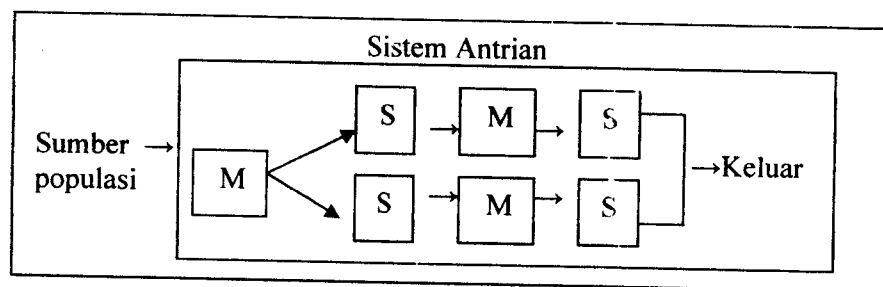 Sistem Antrian
S → M → S
Sumber →
populasi
M
→Keluar
S → M → S